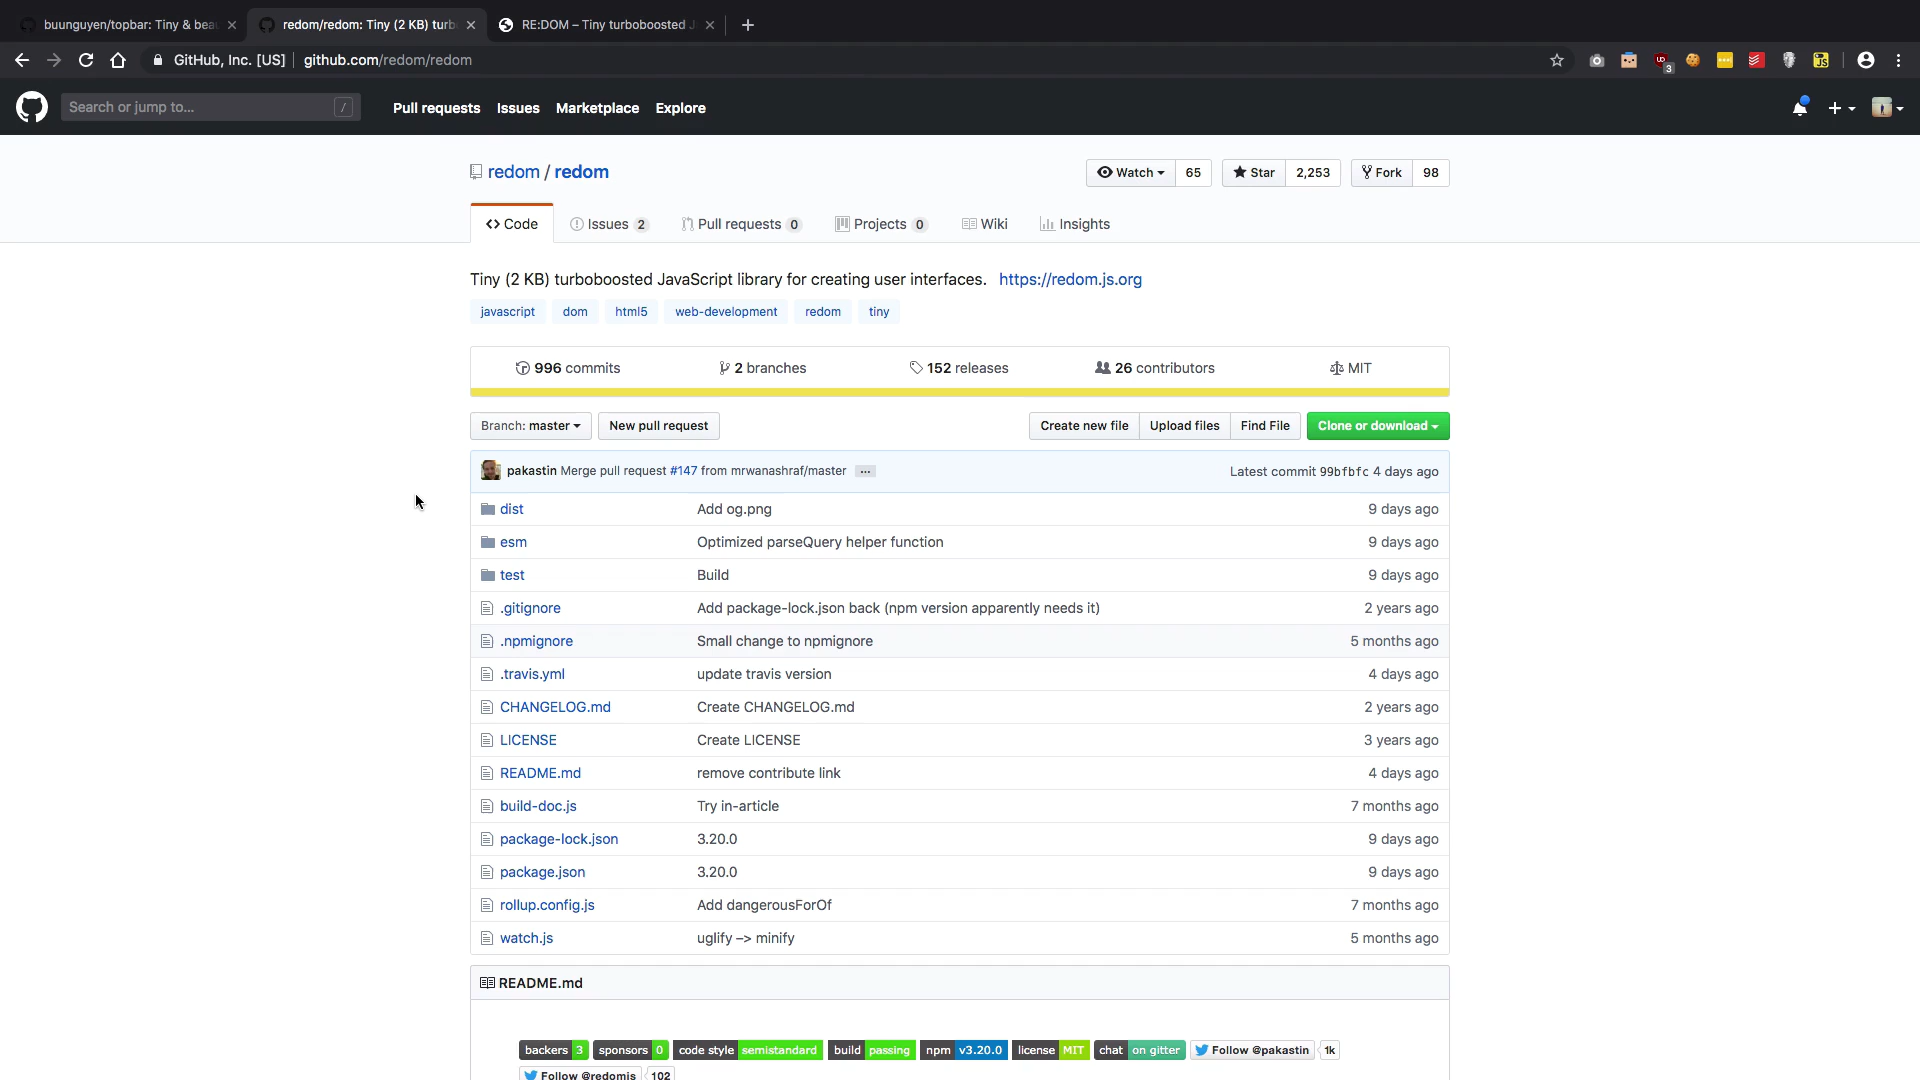 buunguyen/topbar: Tiny & bea
redom/redom: Tiny (2 KB) turb
RE:DOM – Tiny turboboosted J
GitHub, Inc. [US] github.com/redom/redom
3
Search or jump to... /
Pull requests Issues Marketplace Explore
redom / redom
Watch 65 Star 2,253 Fork 98
Code Issues 2 Pull requests 0 Projects 0 Wiki Insights
Tiny (2 KB) turboboosted JavaScript library for creating user interfaces. https://redom.js.org
javascript dom html5 web-development redom tiny
996 commits 2 branches 152 releases 26 contributors MIT
Branch: master New pull request Create new file Upload files Find File Clone or download
pakastin Merge pull request #147 from mrwanashraf/master ... Latest commit 99bfbfc 4 days ago
dist Add og.png 9 days ago
esm Optimized parseQuery helper function 9 days ago
test Build 9 days ago
.gitignore Add package-lock.json back (npm version apparently needs it) 2 years ago
.npmignore Small change to npmignore 5 months ago
.travis.yml update travis version 4 days ago
CHANGELOG.md Create CHANGELOG.md 2 years ago
LICENSE Create LICENSE 3 years ago
README.md remove contribute link 4 days ago
build-doc.js Try in-article 7 months ago
package-lock.json 3.20.0 9 days ago
package.json 3.20.0 9 days ago
rollup.config.js Add dangerousForOf 7 months ago
watch.js uglify –> minify 5 months ago
README.md
backers 3 sponsors 0 code style semistandard build passing npm v3.20.0 license MIT chat on gitter Follow @pakastin 1k
Follow @redomjs 102